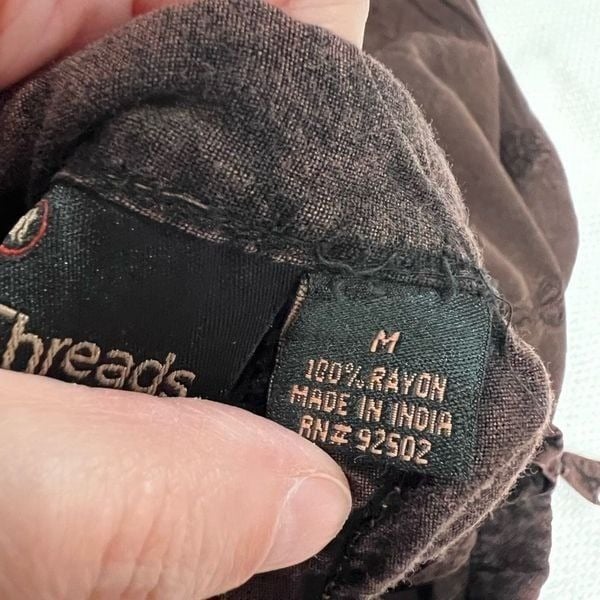 Threads
M
100% RAYON
MADE IN INDIA
RN# 92502